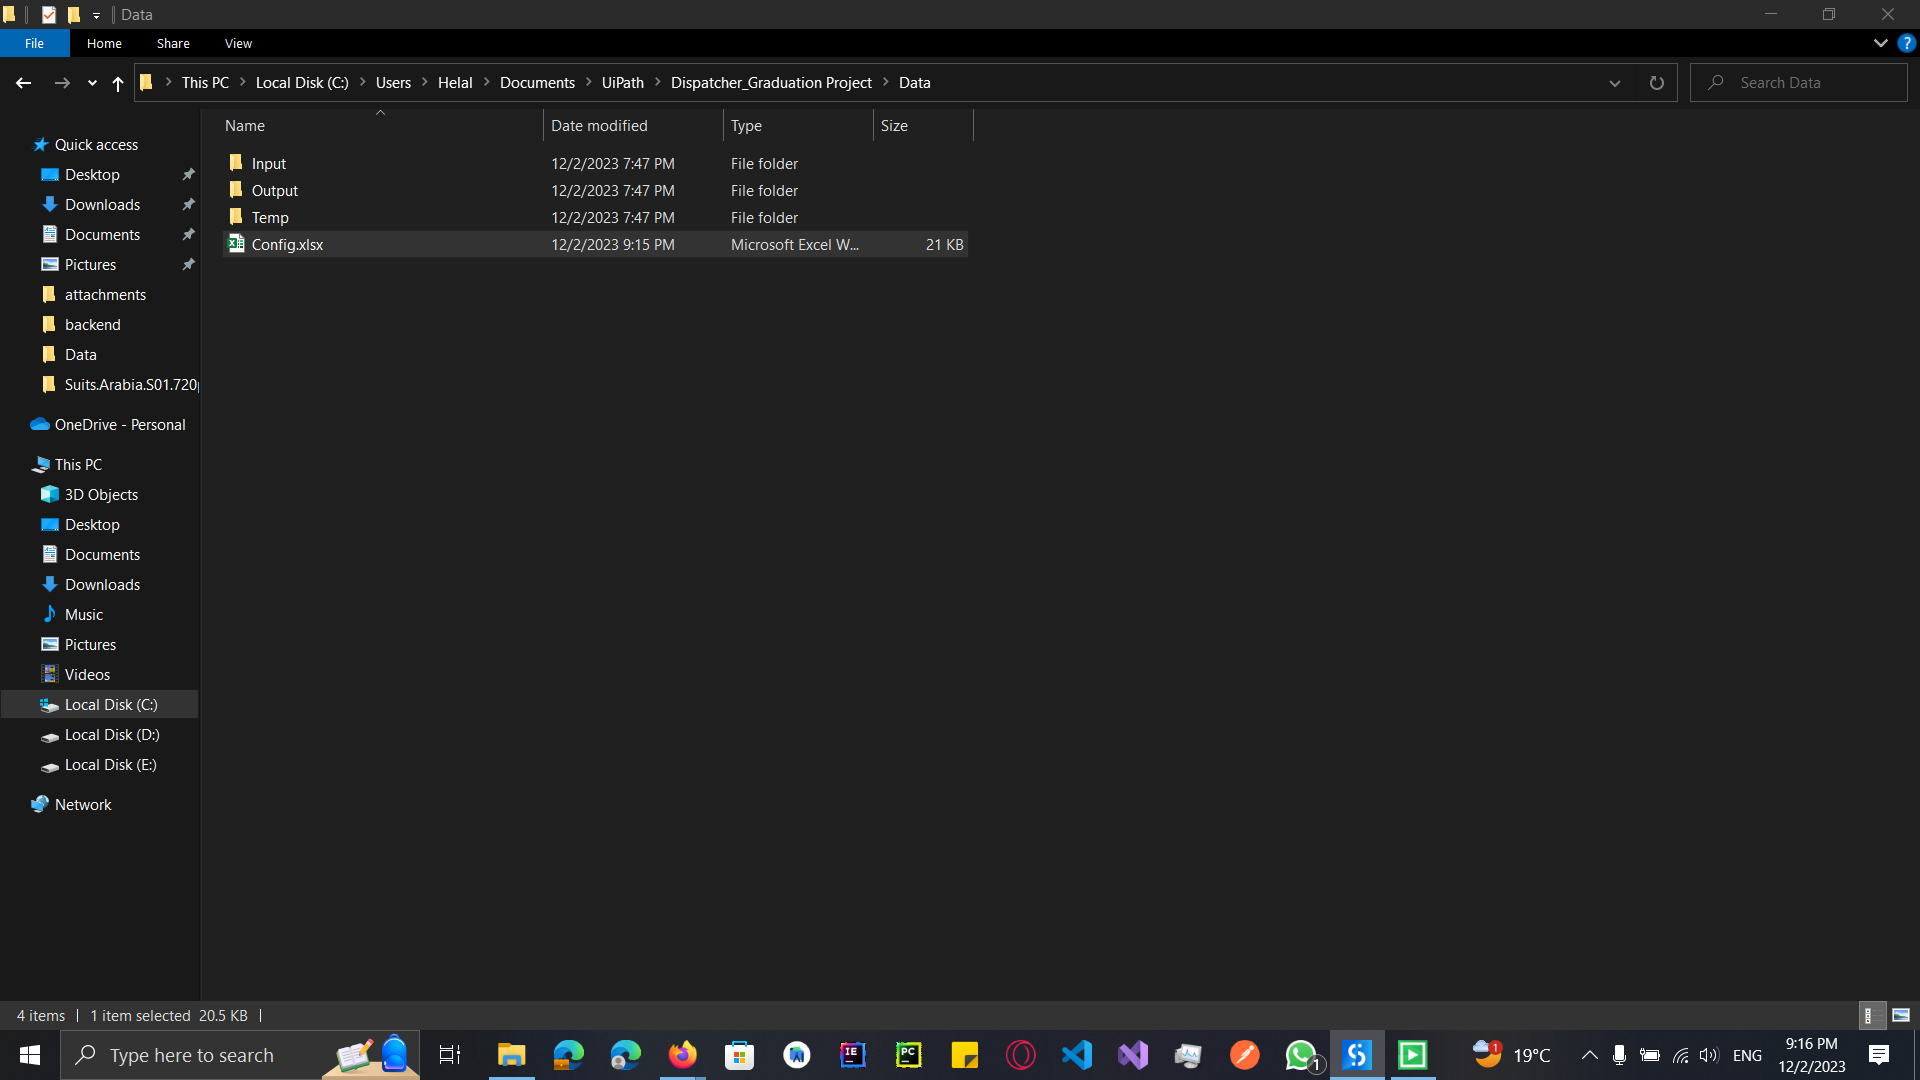 Data
File Home Share View
This PC Local Disk (C:) Users Helal Documents UiPath Dispatcher_Graduation Project Data Search Data
Name Date modified Type Size
Input 12/2/2023 7:47 PM File folder
Output 12/2/2023 7:47 PM File folder
Temp 12/2/2023 7:47 PM File folder
Config.xlsx 12/2/2023 9:15 PM Microsoft Excel W... 21 KB
Quick access
Desktop
Downloads
Documents
Pictures
attachments
backend
Data
Suits.Arabia.S01.720p
OneDrive - Personal
This PC
3D Objects
Desktop
Documents
Downloads
Music
Pictures
Videos
Local Disk (C:)
Local Disk (D:)
Local Disk (E:)
Network
4 items 1 item selected 20.5 KB
Type here to search IE PC 1 1 19°C ENG 9:16 PM
12/2/2023